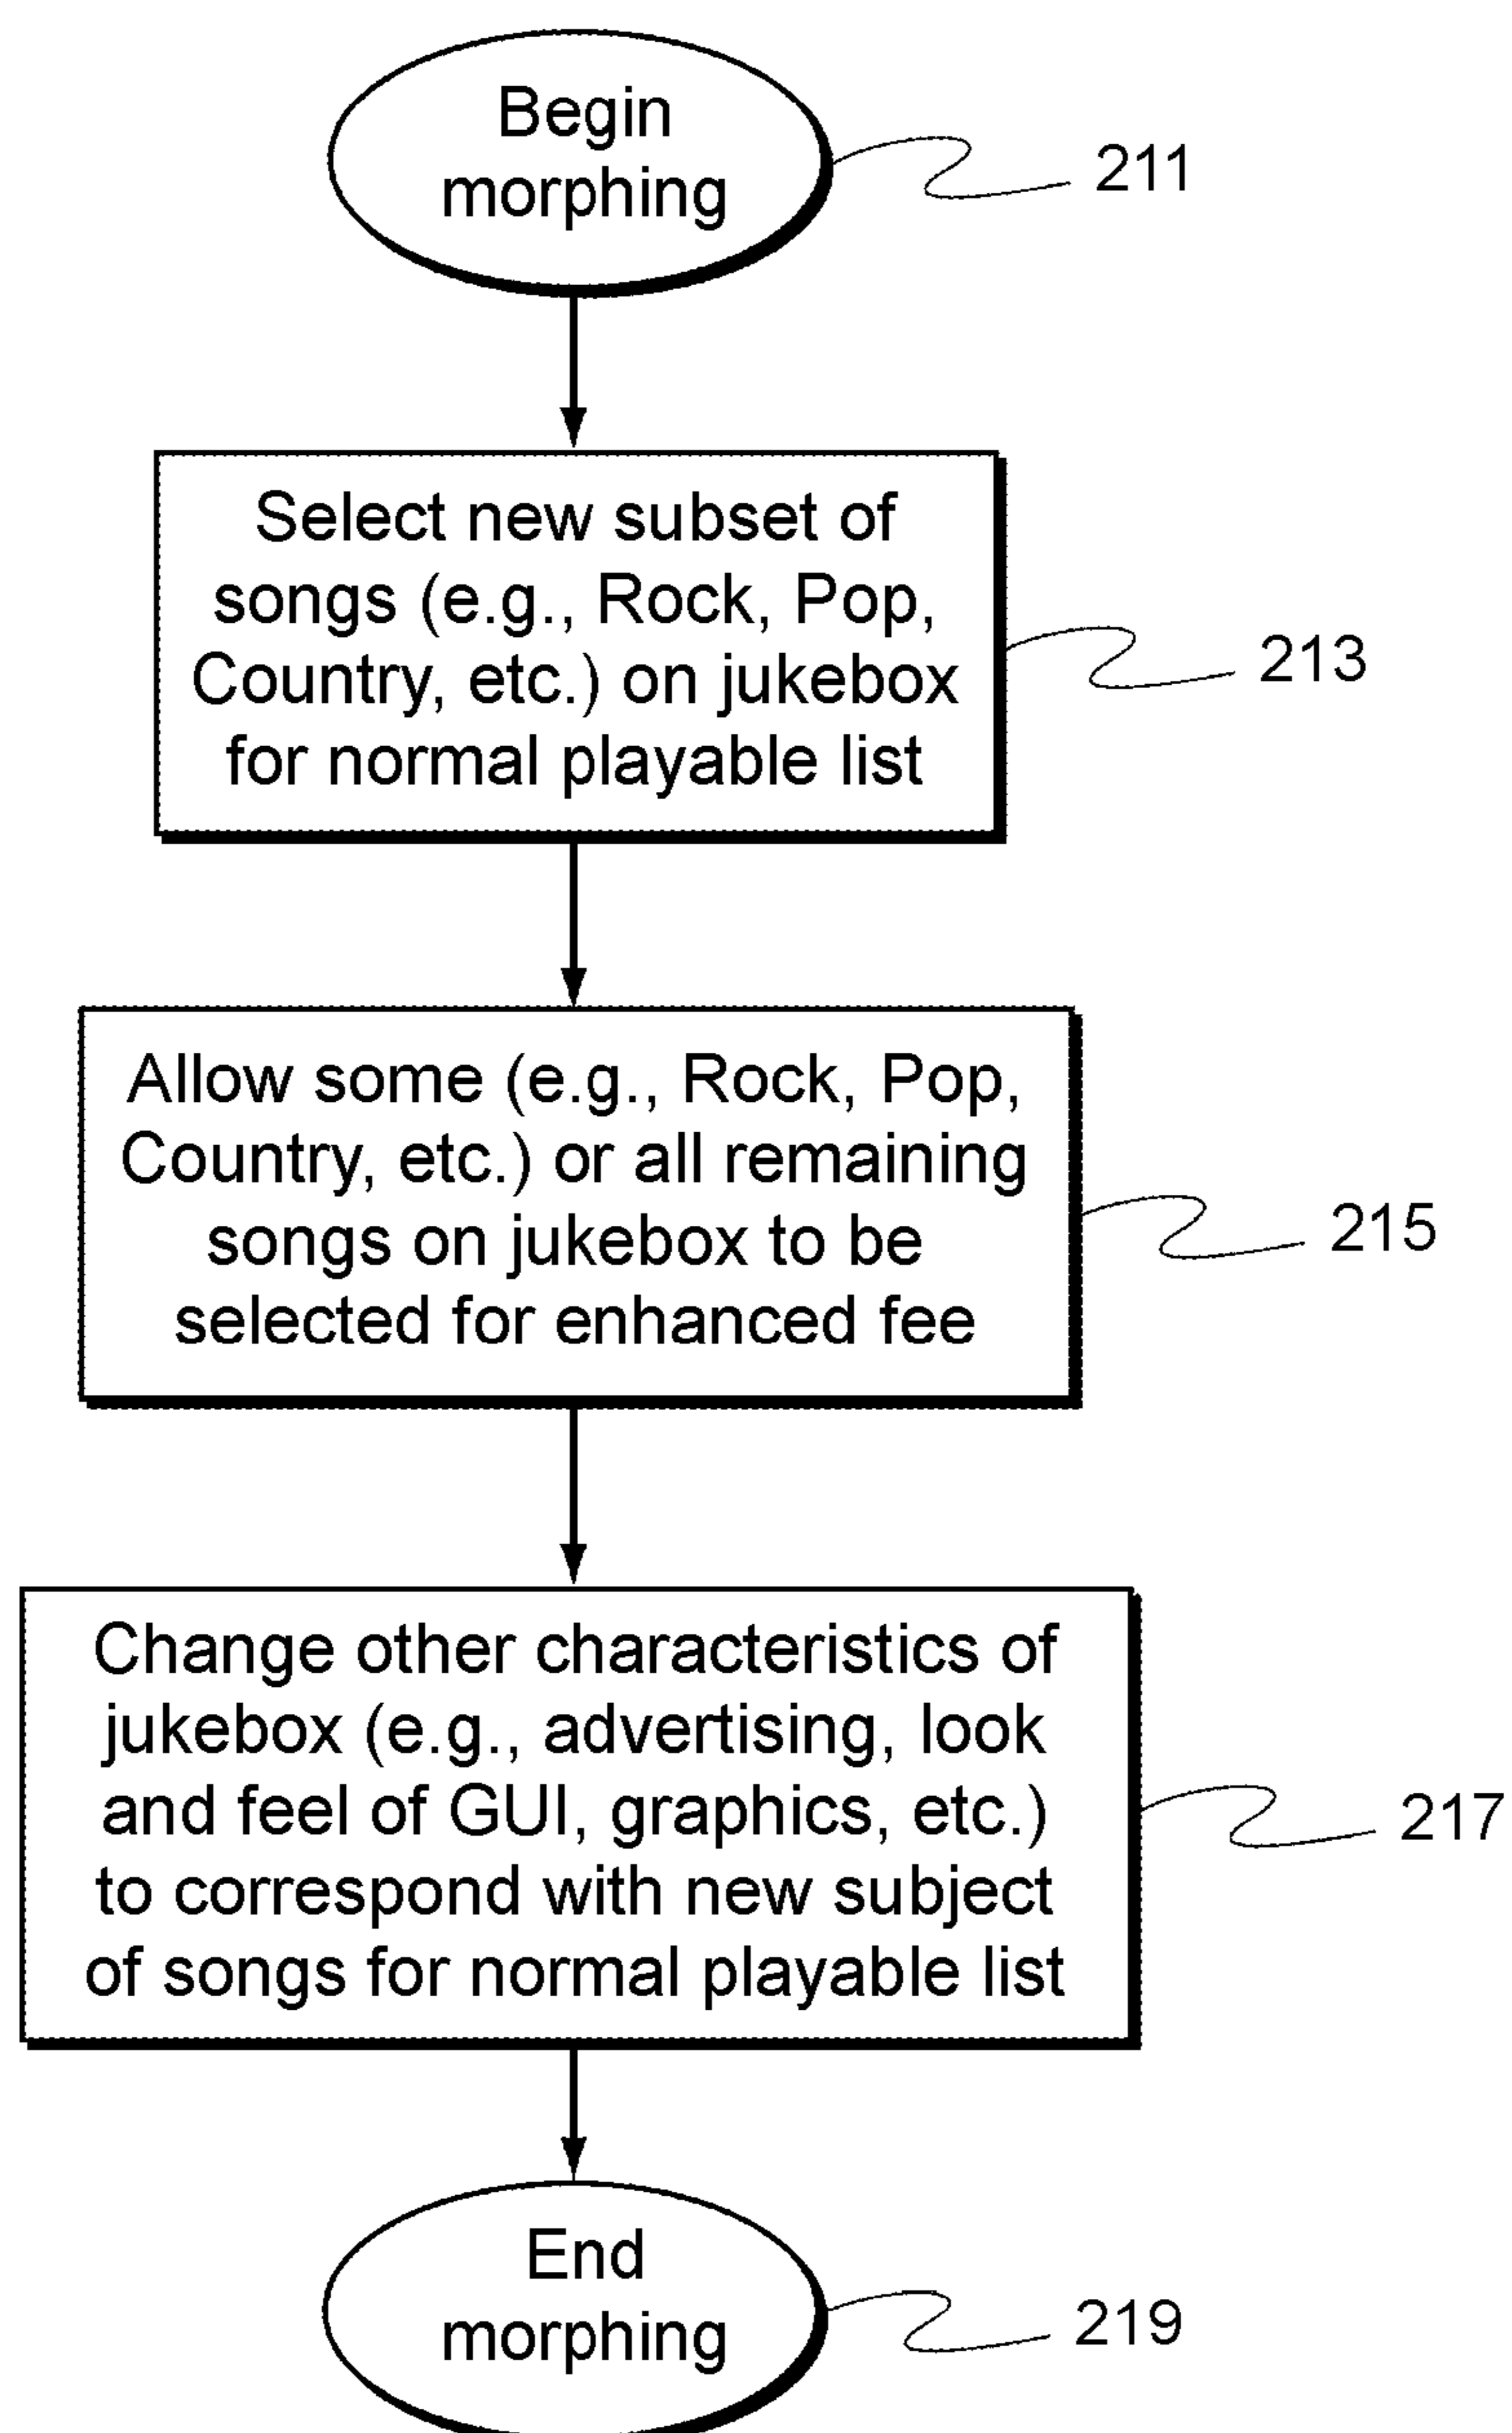 Begin
morphing
211
Select new subset of
songs (e.g., Rock, Pop,
Country, etc.) on jukebox
for normal playable list
213
Allow some (e.g., Rock, Pop,
Country, etc.) or all remaining
songs on jukebox to be
selected for enhanced fee
215
Change other characteristics of
jukebox (e.g., advertising, look
and feel of GUI, graphics, etc.)
to correspond with new subject
of songs for normal playable list
217
End
morphing
219